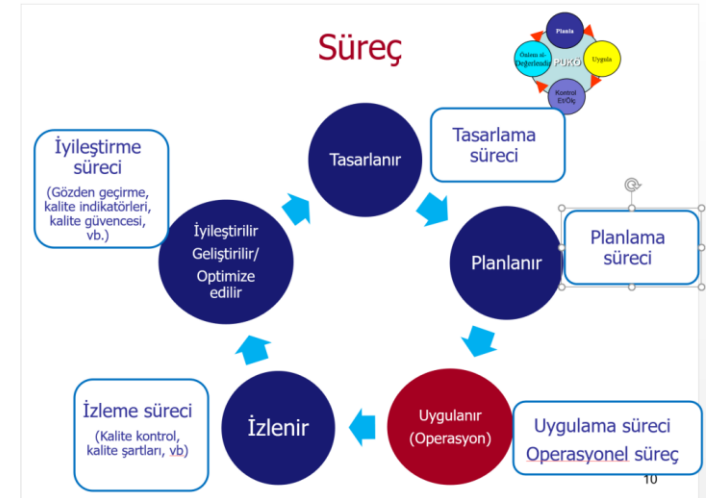 Süreç
Planla
Uygula
Kontrol
Et/Ölç
Önlem al-
Değerlendir
PUKÖ
Tasarlanır
Tasarlama
süreci
Planlanır
Planlama
süreci
Uygulanır
(Operasyon)
Uygulama süreci
Operasyonel süreç
İzlenir
İzleme süreci
(Kalite kontrol,
kalite şartları, vb)
İyileştirilir
Geliştirilir/
Optimize
edilir
İyileştirme
süreci
(Gözden geçirme,
kalite indikatörleri,
kalite güvencesi,
vb.)
10